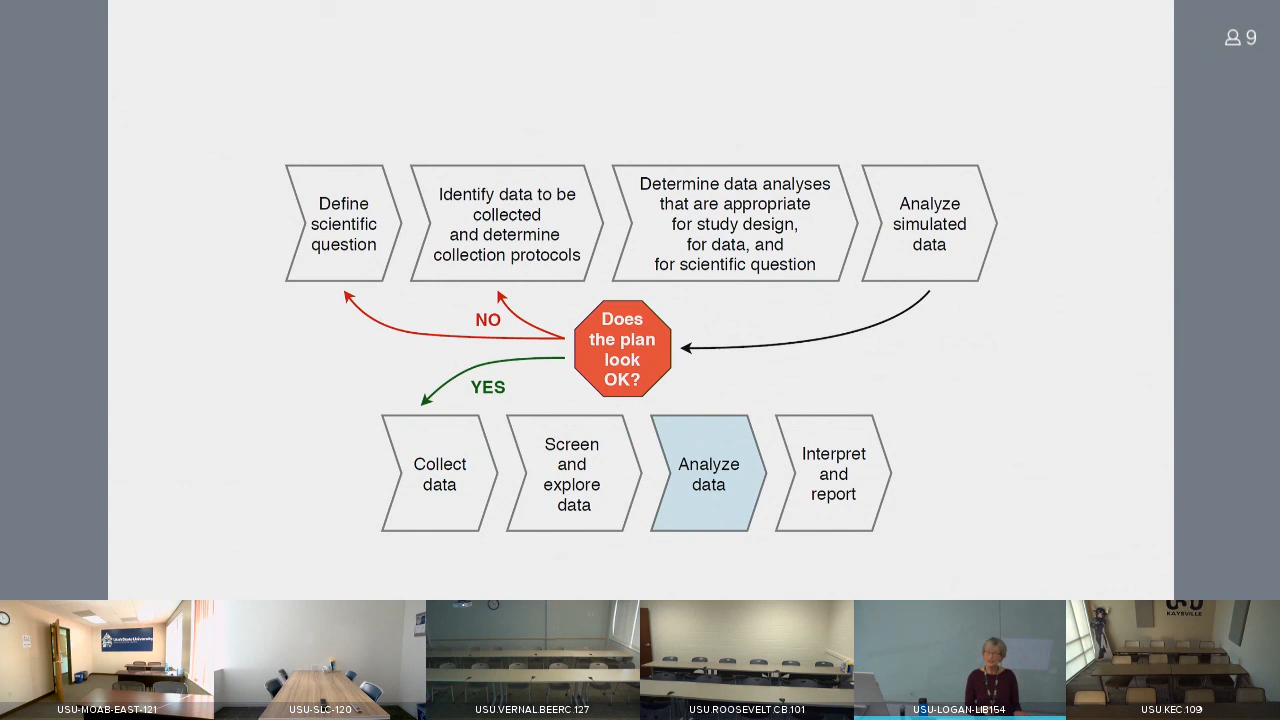 9
Define
scientific
question
Identify data to be
collected
and determine
collection protocols
Determine data analyses
that are appropriate
for study design,
for data, and
for scientific question
Analyze
simulated
data
NO
Does
the plan
look
OK?
YES
Collect
data
Screen
and
explore
data
Analyze
data
Interpret
and
report
UtahStateUniversity
KAYSVILLE
USU-MOAB-EAST-121
USU-SLC-120
USU.VERNAL.BEERC.127
USU.ROOSEVELT.CB.101
USU-LOGAN-LIB154
USU.KEC.109